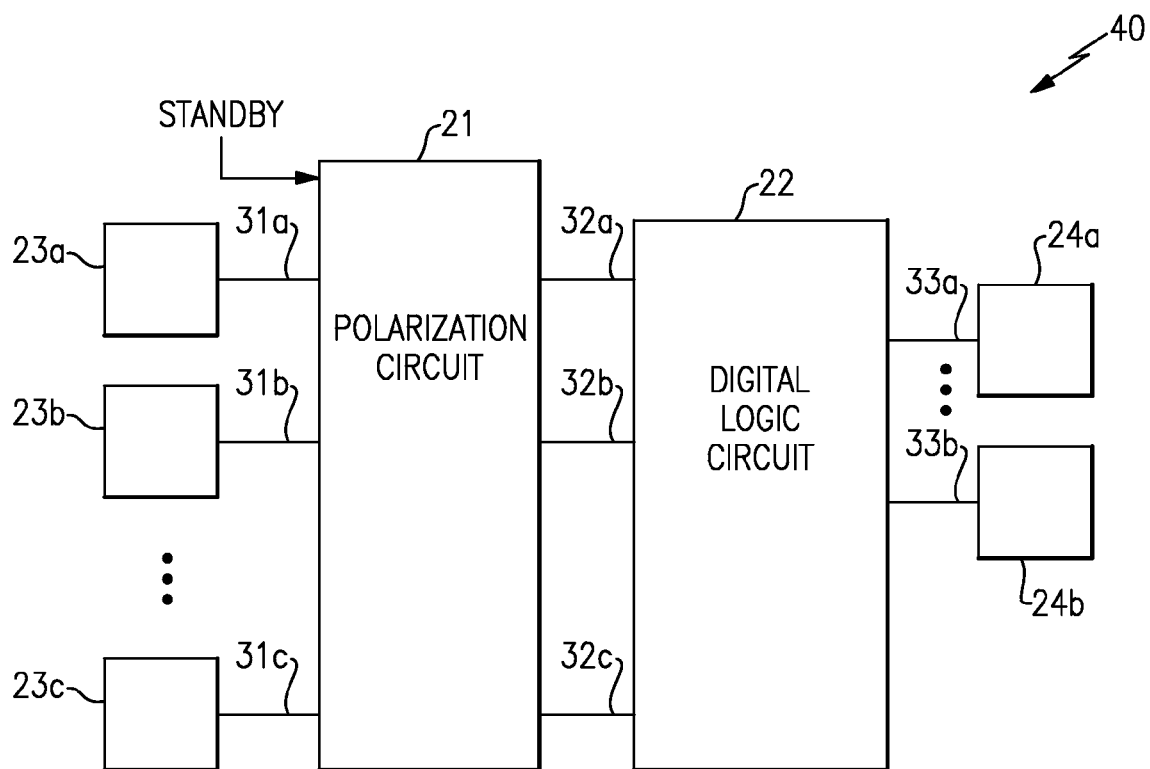 40
STANDBY
21
22
23a
31a
32a
24a
33a
POLARIZATION
CIRCUIT
DIGITAL
LOGIC
CIRCUIT
23b
31b
32b
33b
24b
23c
31c
32c